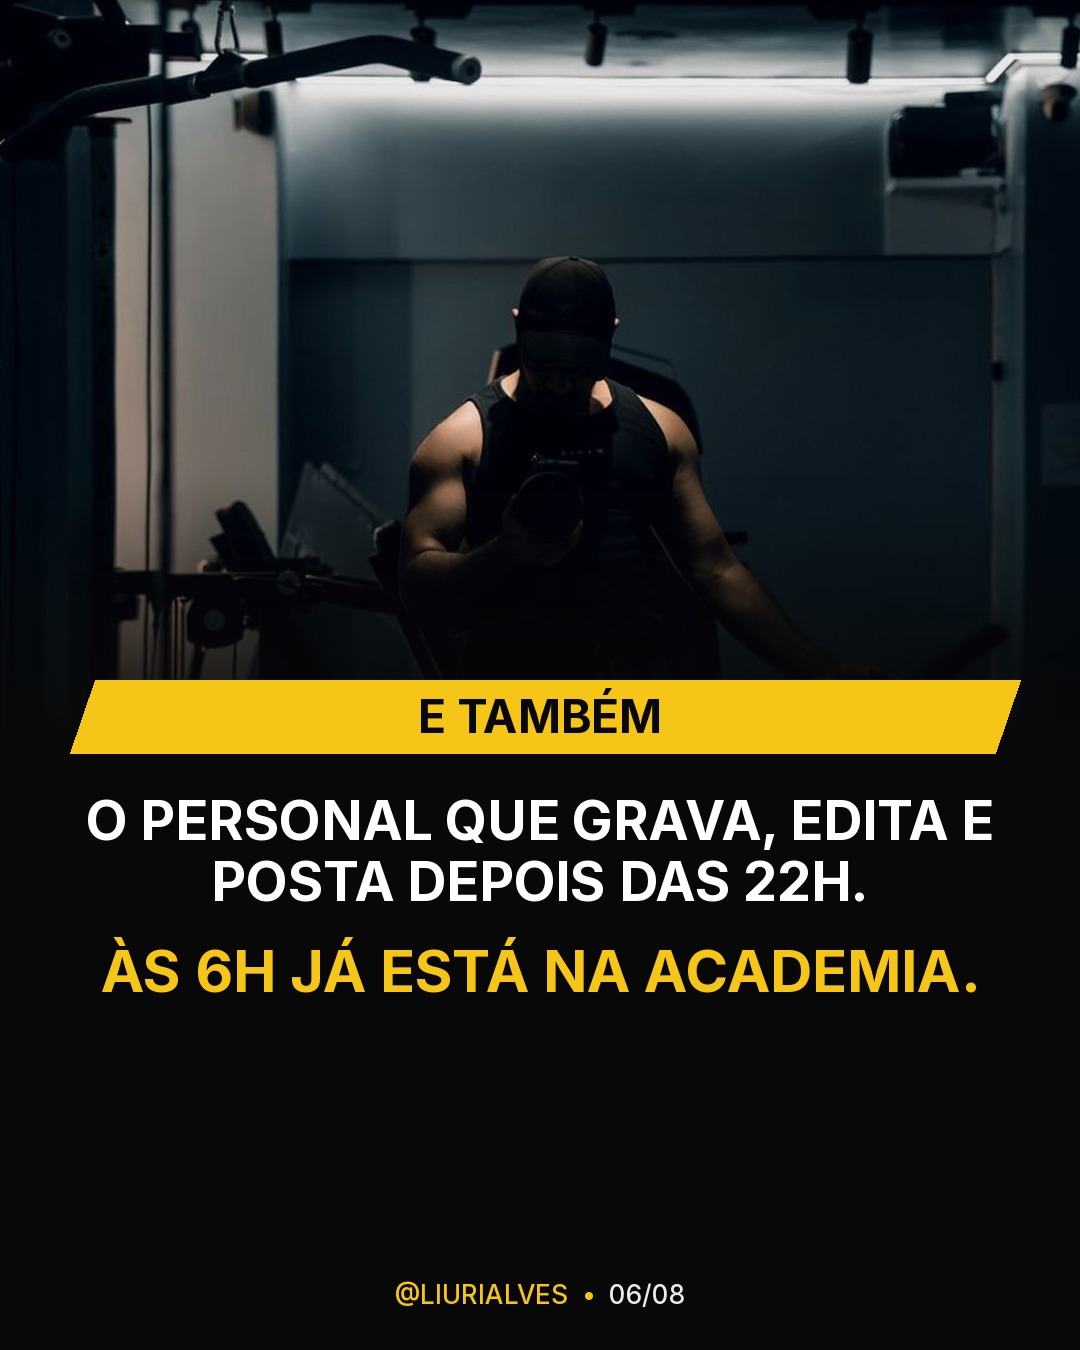 E TAMBÉM
O PERSONAL QUE GRAVA, EDITA E
POSTA DEPOIS DAS 22H.
ÀS 6H JÁ ESTÁ NA ACADEMIA.
@LIURIALVES • 06/08